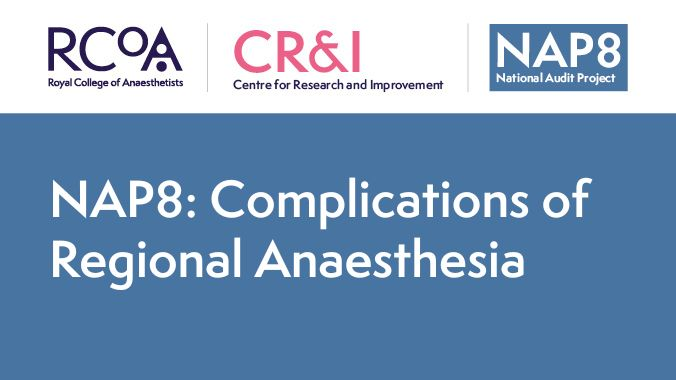 RCOA
Royal College of Anaesthetists
CR&I
Centre for Research and Improvement
NAP8
National Audit Project
NAP8: Complications of
Regional Anaesthesia